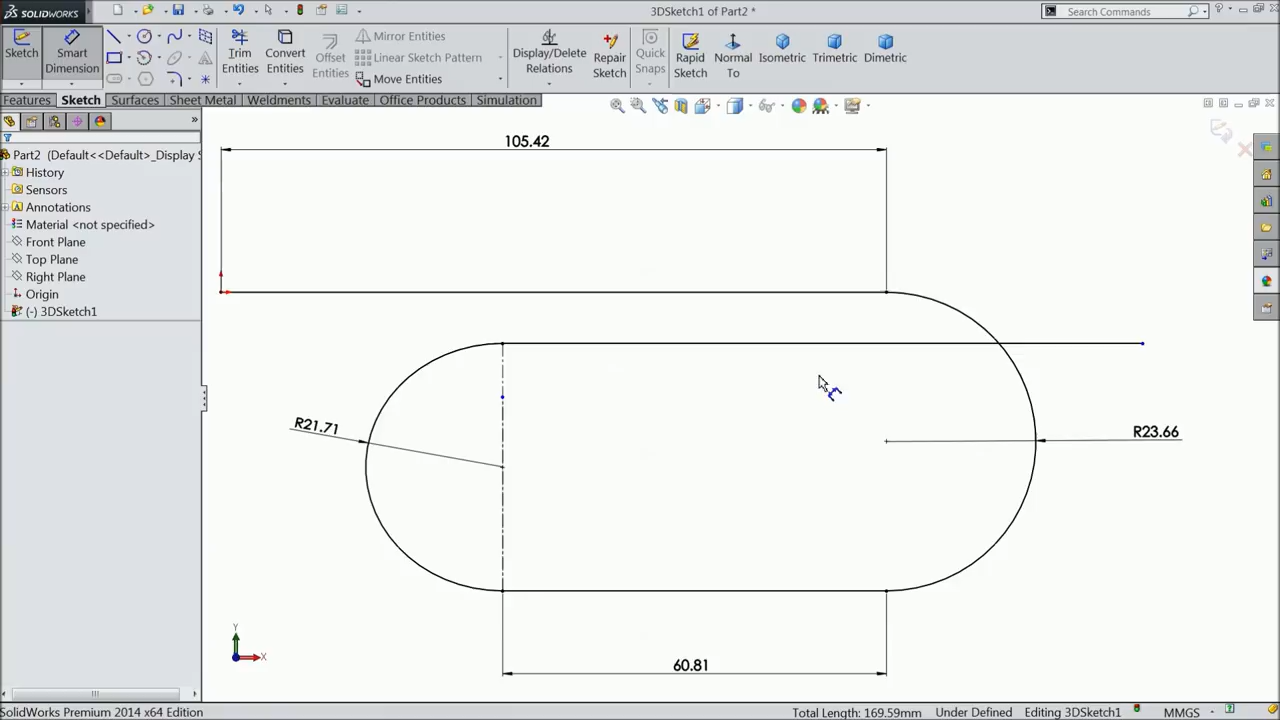 SOLIDWORKS
3DSketch1 of Part2 *
Search Commands
Sketch
Smart Dimension
Trim Entities
Convert Entities
Offset Entities
Mirror Entities
Linear Sketch Pattern
Move Entities
Display/Delete Relations
Repair Sketch
Quick Snaps
Rapid Sketch
Normal To
Isometric
Trimetric
Dimetric
Features
Sketch
Surfaces
Sheet Metal
Weldments
Evaluate
Office Products
Simulation
Part2 (Default<<Default>_Display S
History
Sensors
Annotations
Material <not specified>
Front Plane
Top Plane
Right Plane
Origin
(-) 3DSketch1
105.42
R21.71
R23.66
60.81
Y
X
SolidWorks Premium 2014 x64 Edition
Total Length: 169.59mm
Under Defined
Editing 3DSketch1
MMGS